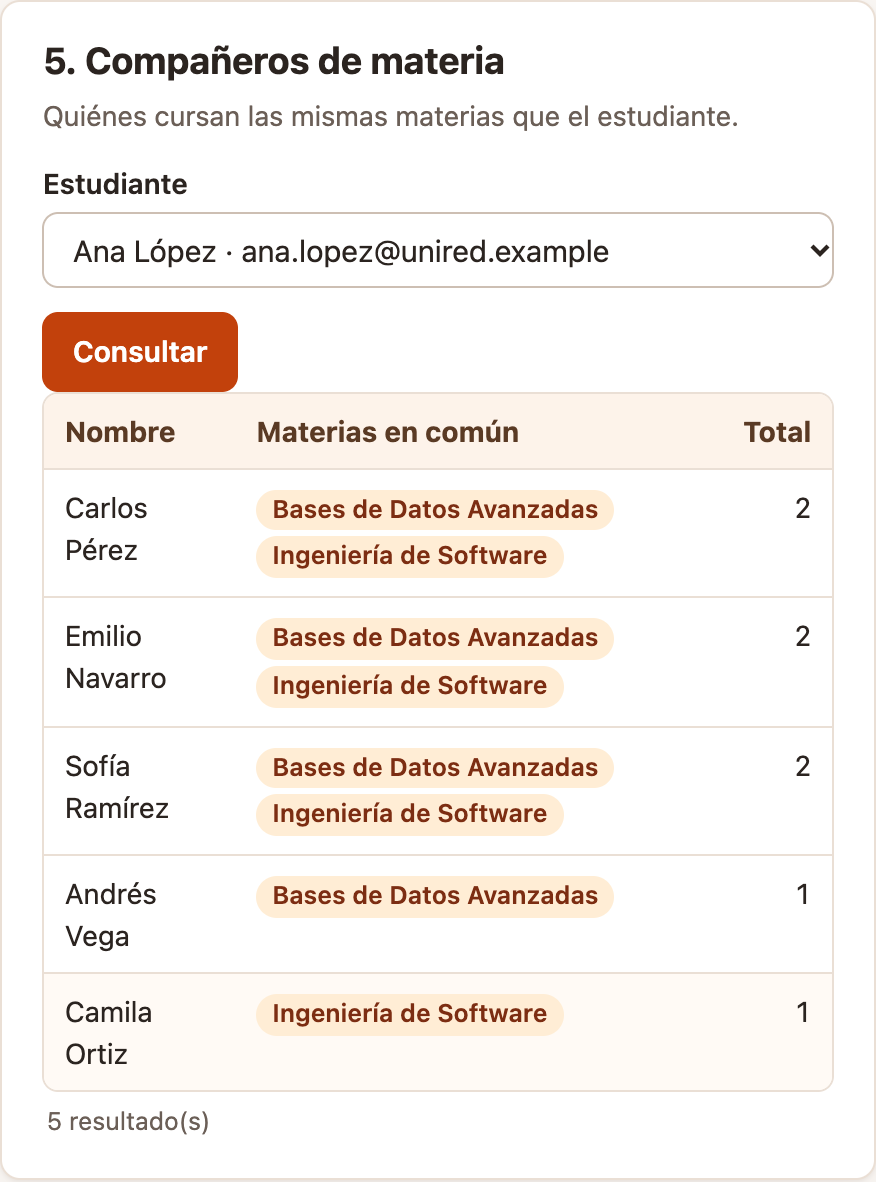 5. Compañeros de materia
Quiénes cursan las mismas materias que el estudiante.
Estudiante
Ana López · ana.lopez@unired.example
Consultar
Nombre Materias en común Total
Carlos Pérez Bases de Datos Avanzadas 2
Ingeniería de Software
Emilio Navarro Bases de Datos Avanzadas 2
Ingeniería de Software
Sofía Ramírez Bases de Datos Avanzadas 2
Ingeniería de Software
Andrés Vega Bases de Datos Avanzadas 1
Camila Ortiz Ingeniería de Software 1
5 resultado(s)